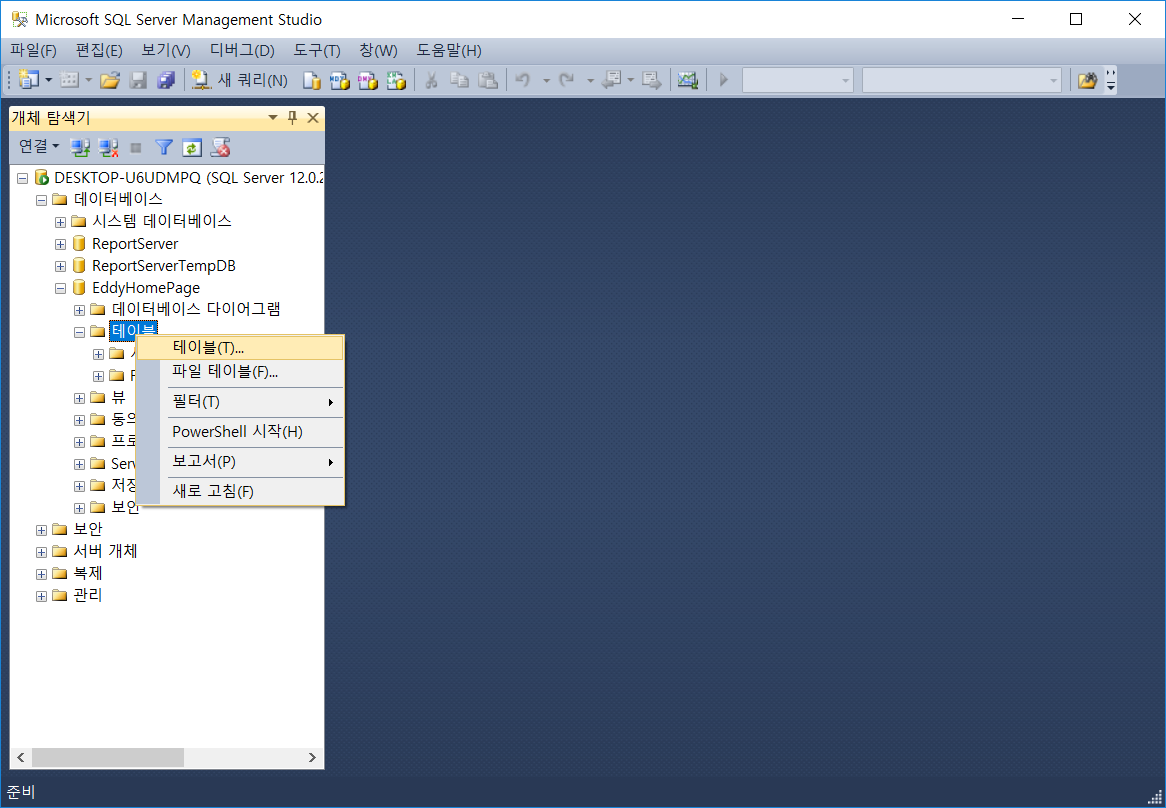 Microsoft SQL Server Management Studio
파일(F) 편집(E) 보기(V) 디버그(D) 도구(T) 창(W) 도움말(H)
새 쿼리(N)
개체 탐색기
연결
DESKTOP-U6UDMPQ (SQL Server 12.0.2
데이터베이스
시스템 데이터베이스
ReportServer
ReportServerTempDB
EddyHomePage
데이터베이스 다이어그램
테이블
테이블(T)...
파일 테이블(F)...
필터(T)
PowerShell 시작(H)
보고서(P)
새로 고침(F)
뷰
동의
프로
Serv
저장
보안
보안
서버 개체
복제
관리
준비